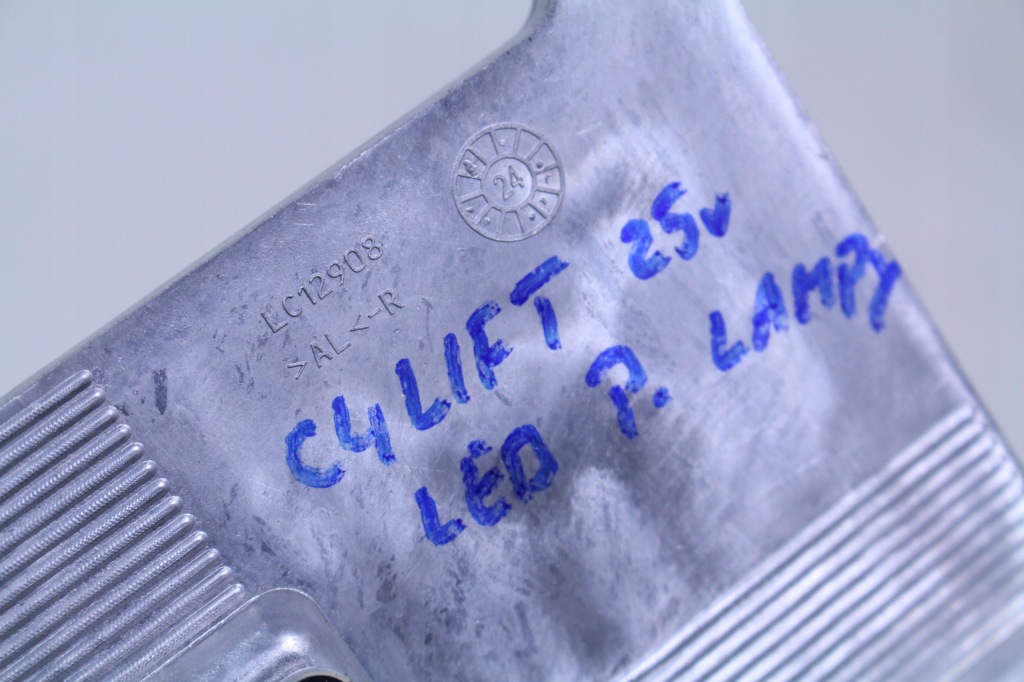 24
LC12908
>AL<-R
C4 LIFT 25v
LED P. LAMPY